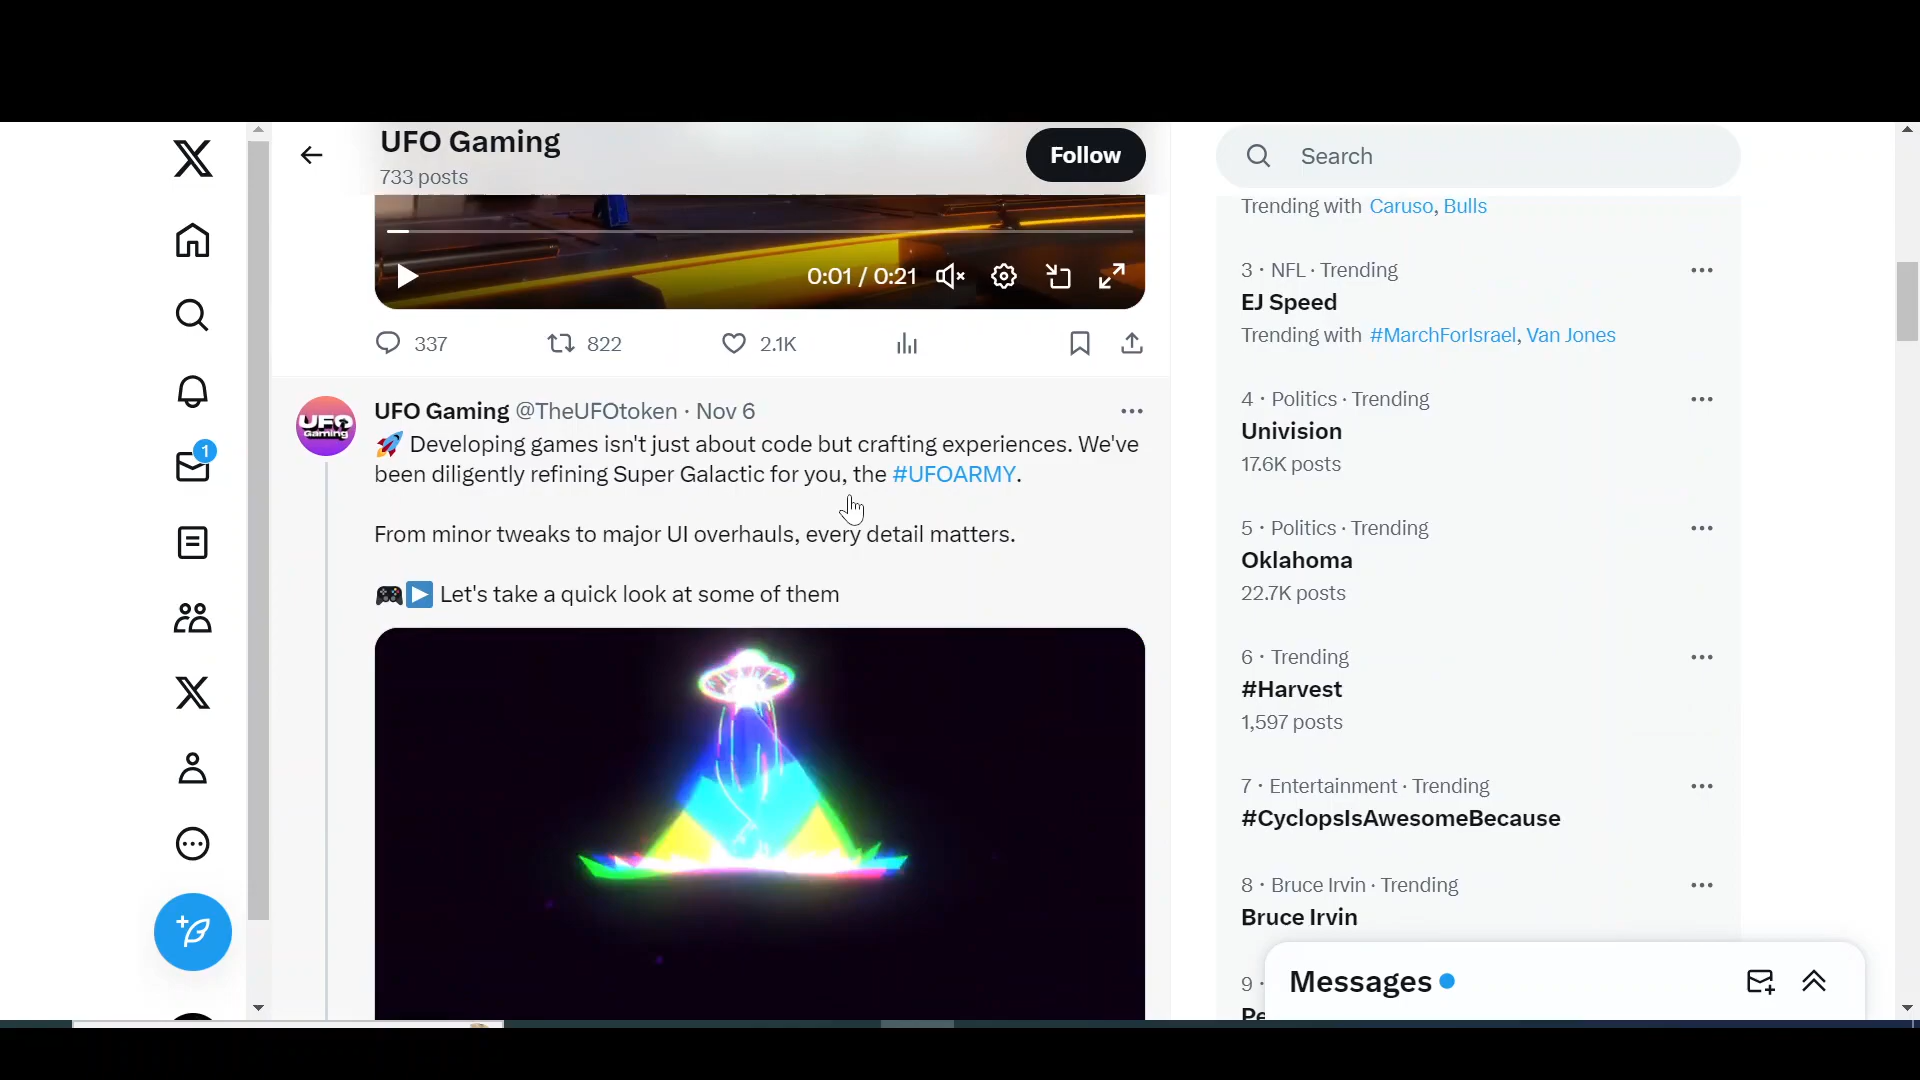 UFO Gaming
733 posts
Follow
0:01 / 0:21
337
822
2.1K
UFO Gaming @TheUFOtoken · Nov 6
🚀 Developing games isn't just about code but crafting experiences. We've
been diligently refining Super Galactic for you, the #UFOARMY.
From minor tweaks to major UI overhauls, every detail matters.
🎮▶️ Let's take a quick look at some of them
UFO
Gaming
1
Search
Trending with Caruso, Bulls
3 · NFL · Trending
EJ Speed
Trending with #MarchForIsrael, Van Jones
4 · Politics · Trending
Univision
17.6K posts
5 · Politics · Trending
Oklahoma
22.7K posts
6 · Trending
#Harvest
1,597 posts
7 · Entertainment · Trending
#CyclopsIsAwesomeBecause
8 · Bruce Irvin · Trending
Bruce Irvin
9 ·
Messages